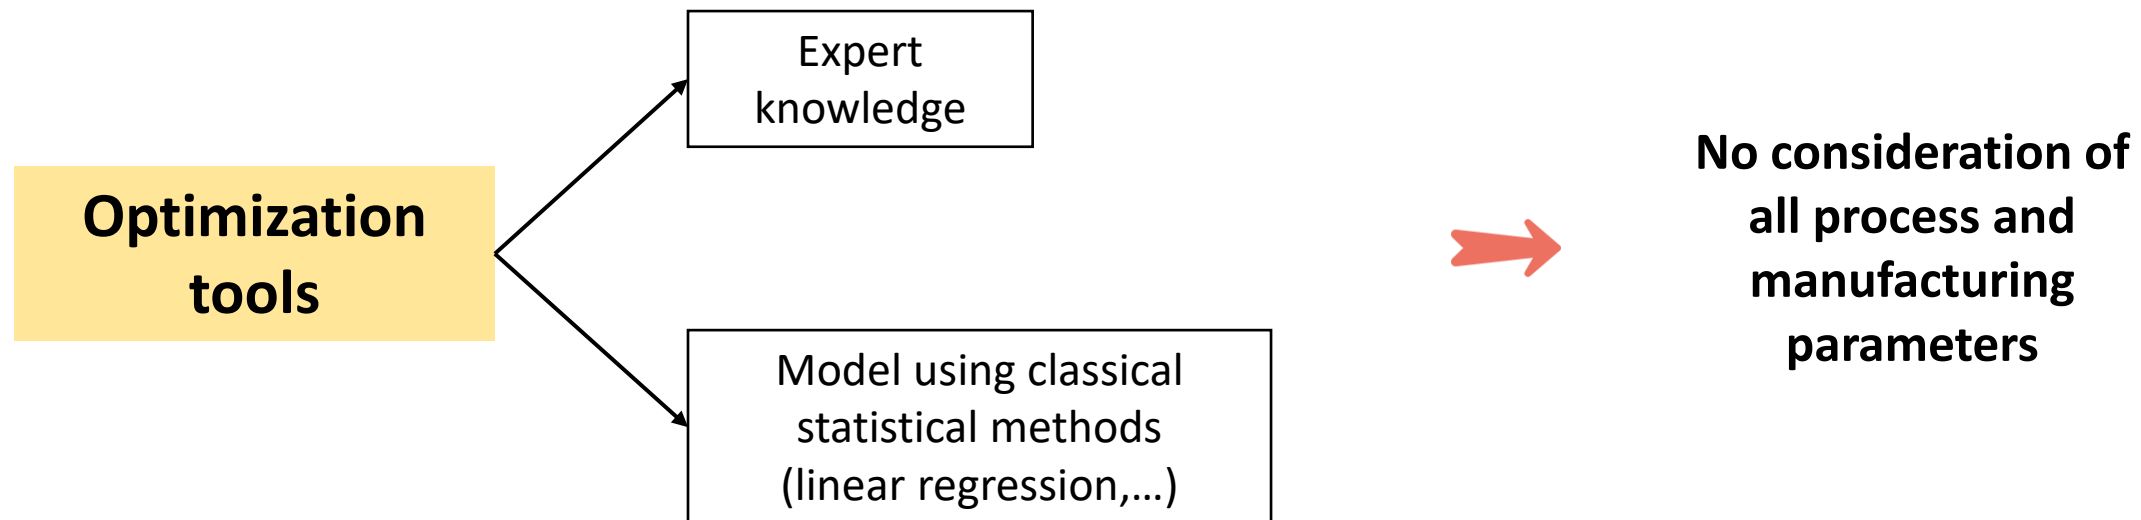 Expert
knowledge
Optimization
tools
Model using classical
statistical methods
(linear regression,...)
No consideration of
all process and
manufacturing
parameters